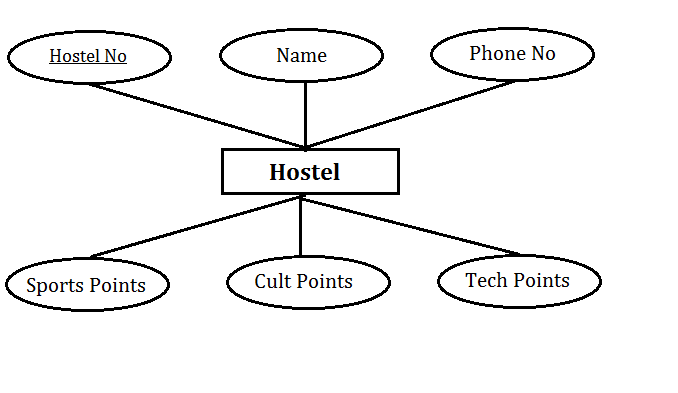 Hostel No
Name
Phone No
Hostel
Sports Points
Cult Points
Tech Points